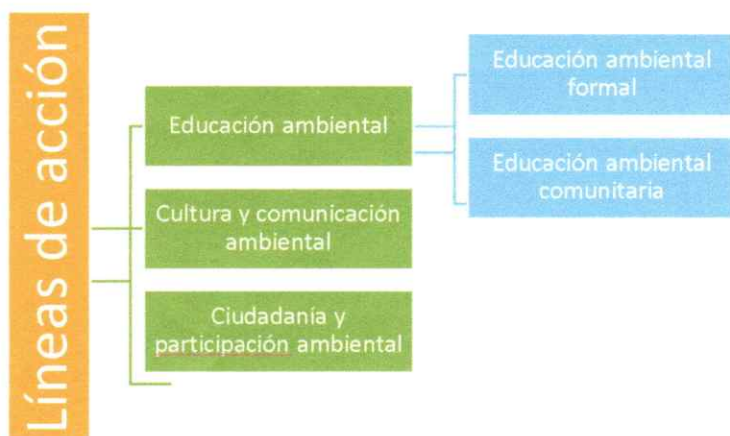 Líneas de acción
Educación ambiental
Cultura y comunicación
ambiental
Ciudadanía y
participación ambiental
Educación ambiental
formal
Educación ambiental
comunitaria